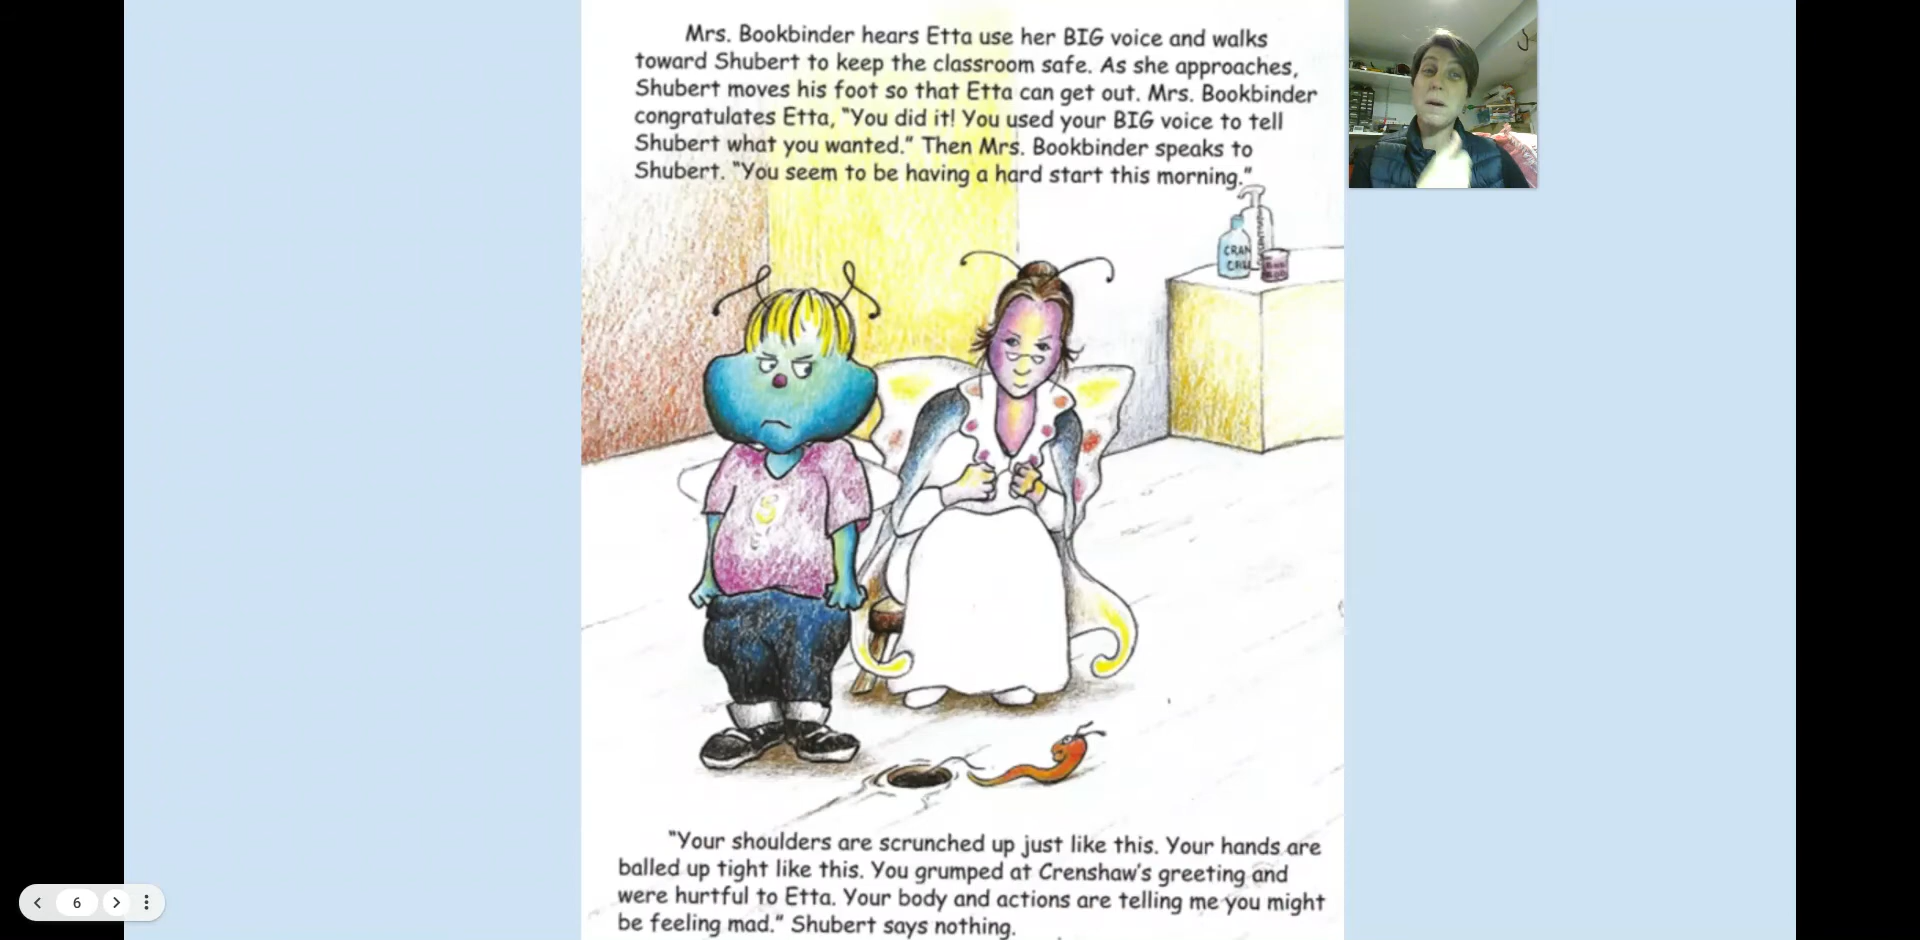 Mrs. Bookbinder hears Etta use her BIG voice and walks
toward Shubert to keep the classroom safe. As she approaches,
Shubert moves his foot so that Etta can get out. Mrs. Bookbinder
congratulates Etta, "You did it! You used your BIG voice to tell
Shubert what you wanted." Then Mrs. Bookbinder speaks to
Shubert. "You seem to be having a hard start this morning."
CRAN
S
"Your shoulders are scrunched up just like this. Your hands are
balled up tight like this. You grumped at Crenshaw's greeting and
were hurtful to Etta. Your body and actions are telling me you might
be feeling mad." Shubert says nothing.
6